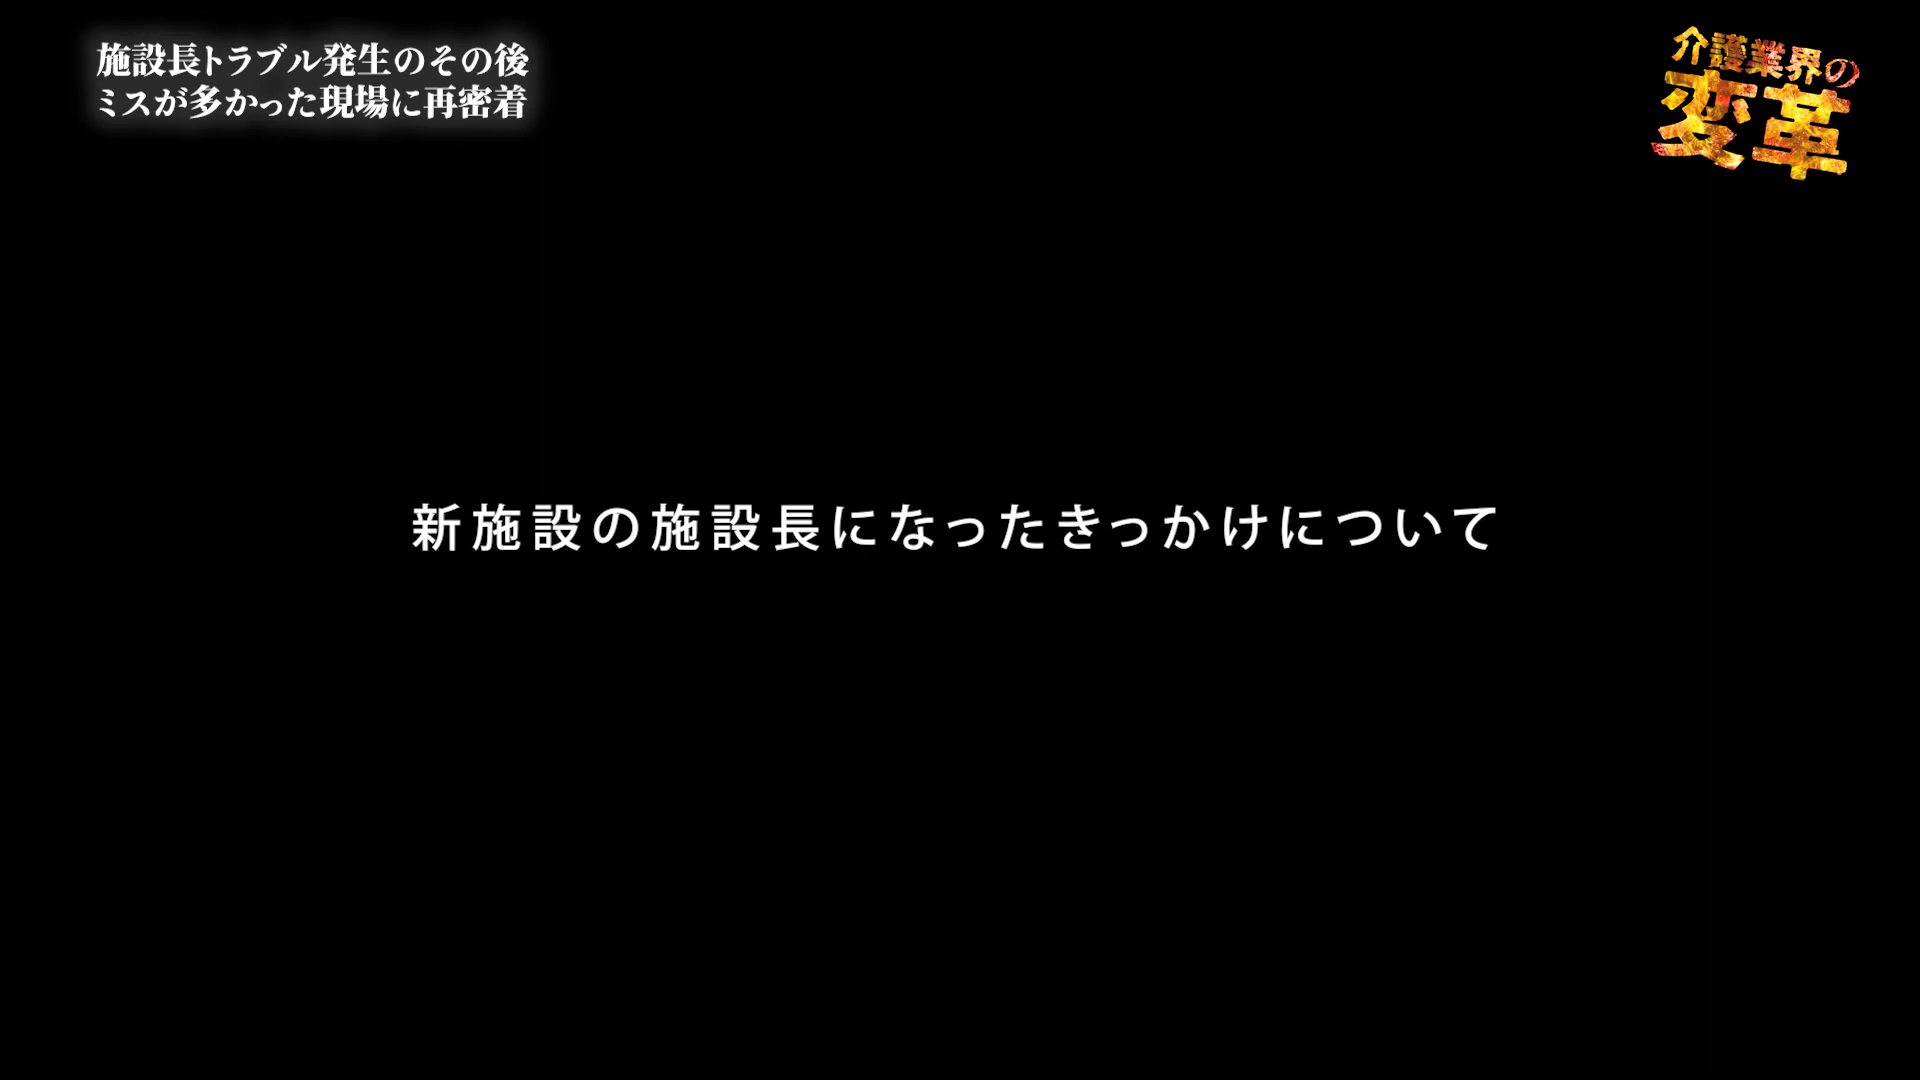 施設長トラブル発生のその後
ミスが多かった現場に再密着
介護業界の
変革
新施設の施設長になったきっかけについて